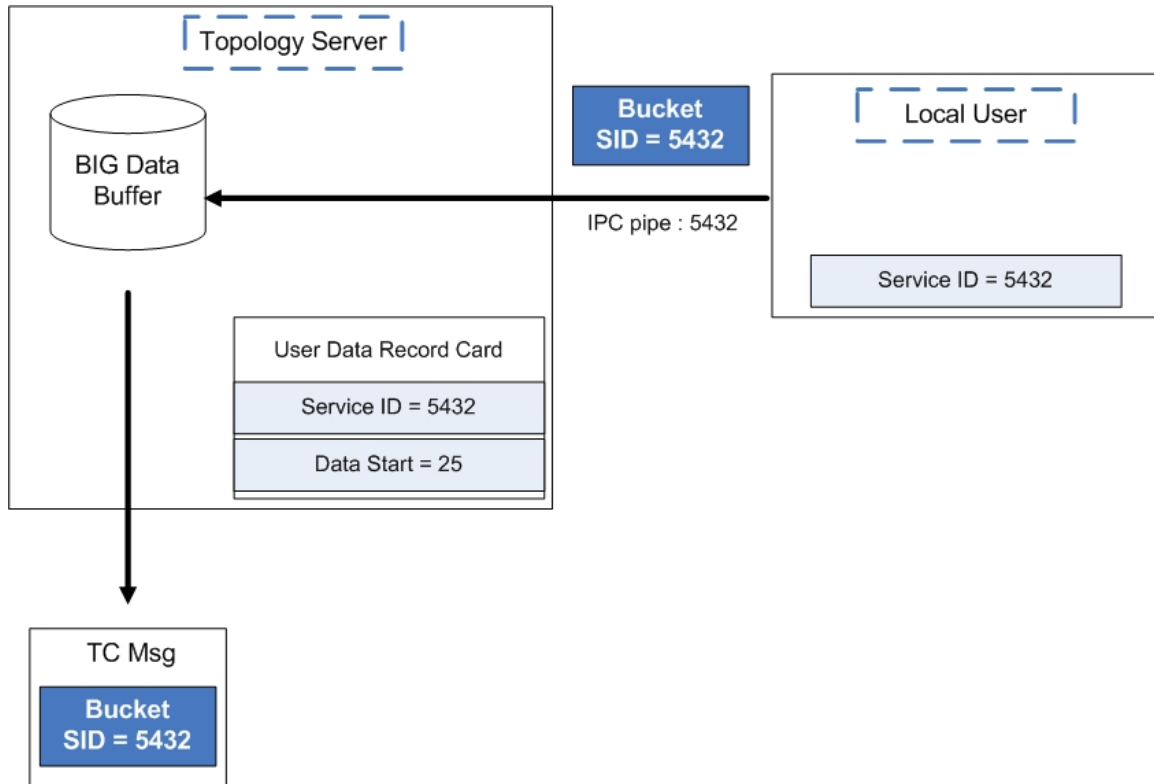 Topology Server
BIG Data
Buffer
Bucket
SID = 5432
IPC pipe : 5432
Local User
Service ID = 5432
User Data Record Card
Service ID = 5432
Data Start = 25
TC Msg
Bucket
SID = 5432